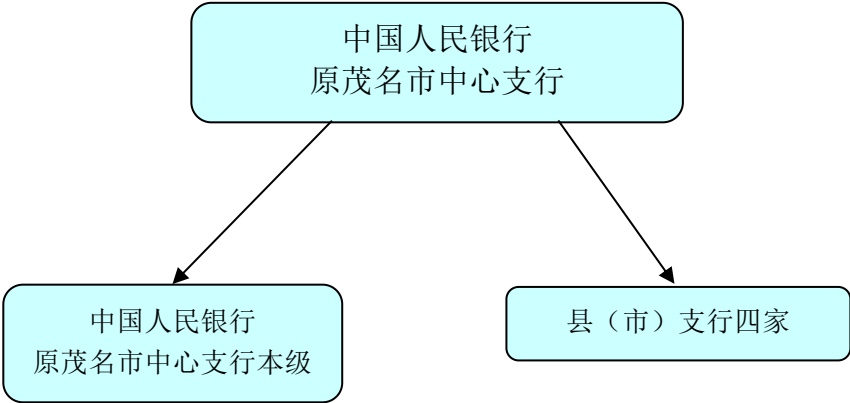 中国人民银行
原茂名市中心支行
中国人民银行
原茂名市中心支行本级
县（市）支行四家